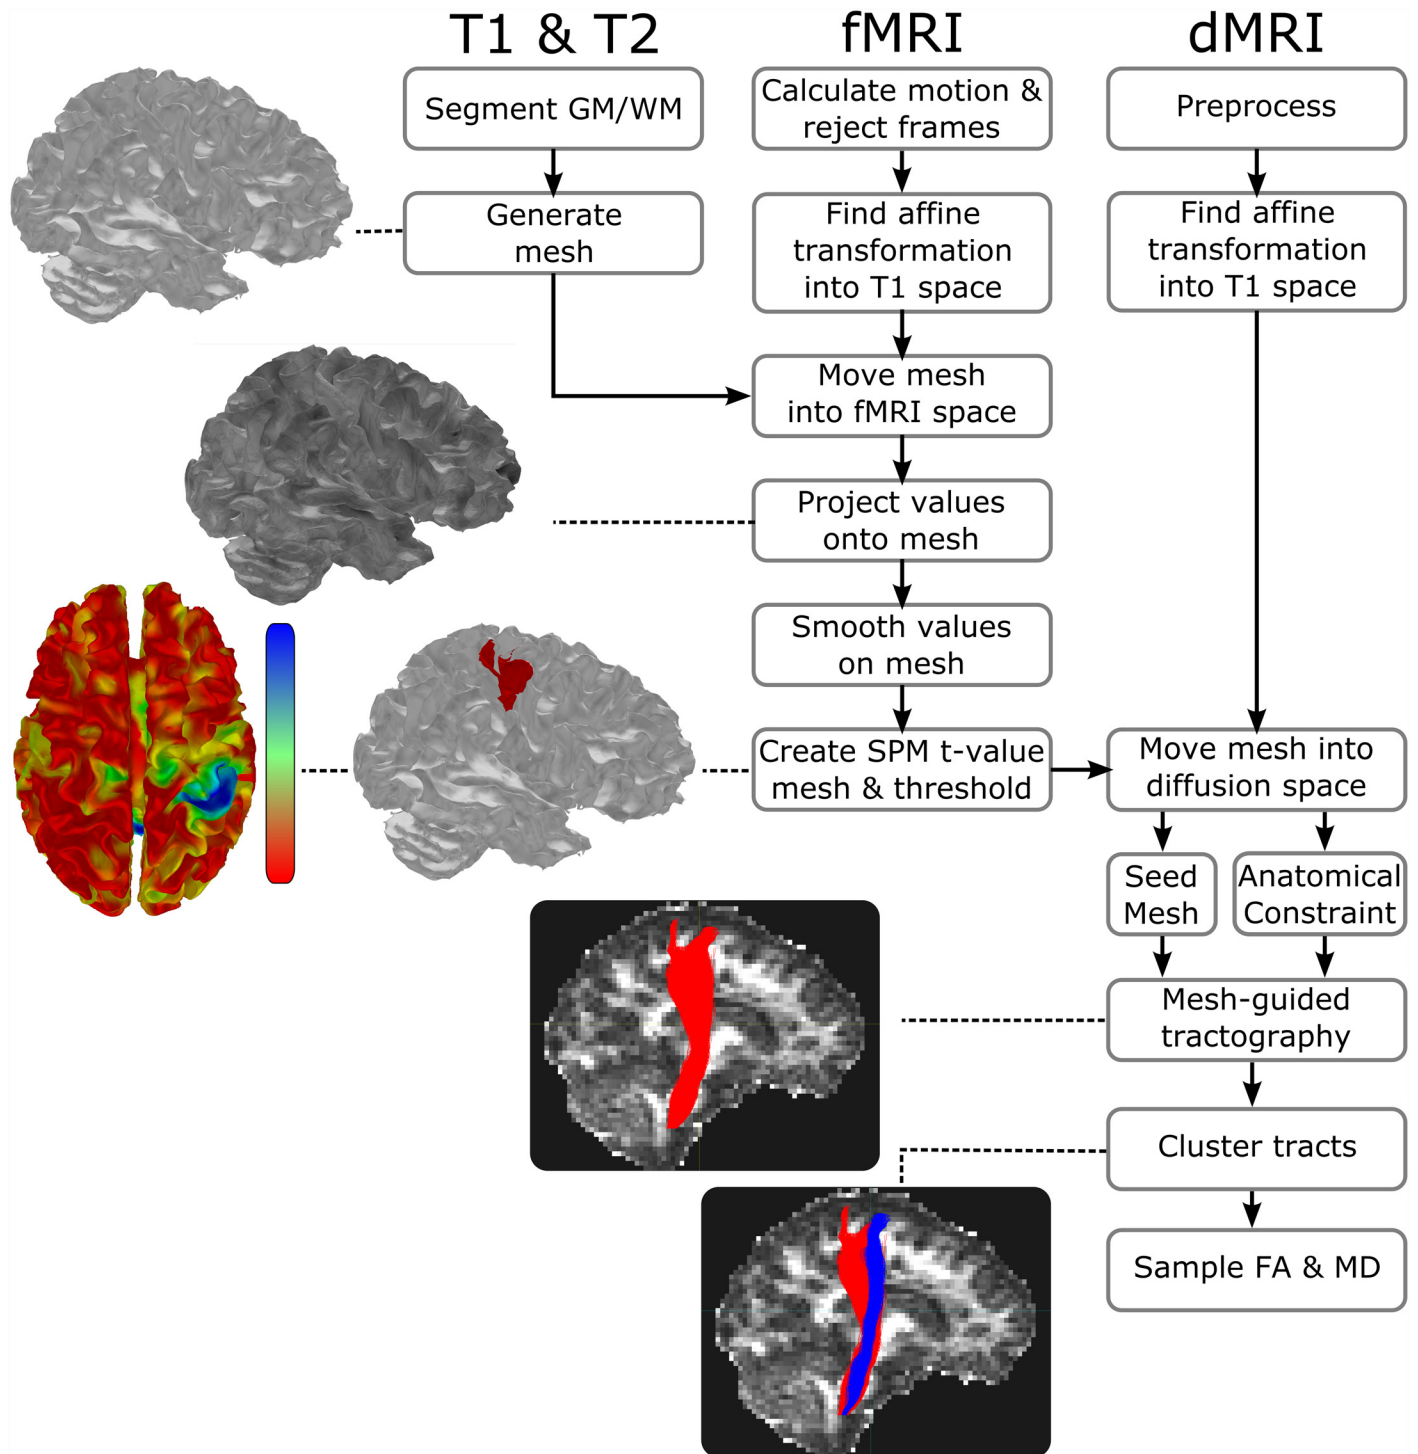 T1 & T2
fMRI
dMRI
Segment GM/WM
Generate
mesh
Calculate motion &
reject frames
Find affine
transformation
into T1 space
Move mesh
into fMRI space
Project values
onto mesh
Smooth values
on mesh
Create SPM t-value
mesh & threshold
Preprocess
Find affine
transformation
into T1 space
Move mesh into
diffusion space
Seed
Mesh
Anatomical
Constraint
Mesh-guided
tractography
Cluster tracts
Sample FA & MD